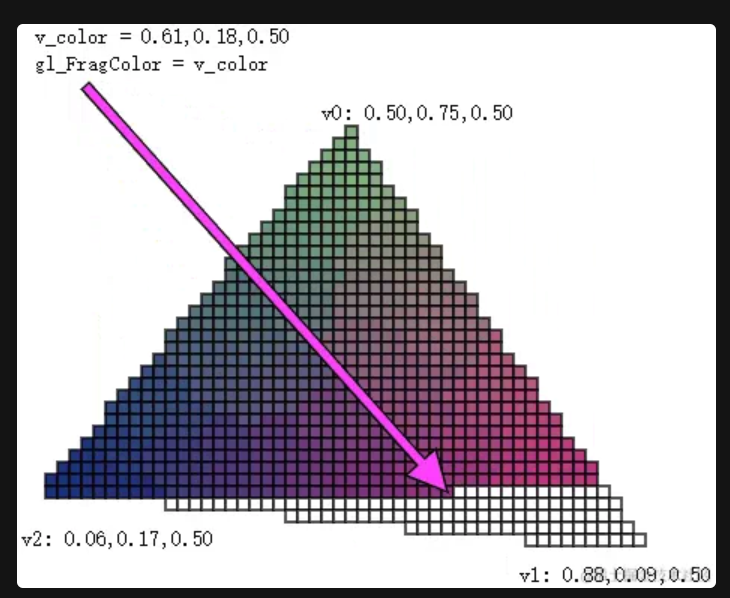 v_color = 0.61,0.18,0.50
gl_FragColor = v_color
v0: 0.50,0.75,0.50
v2: 0.06,0.17,0.50
v1: 0.88,0.09,0.50